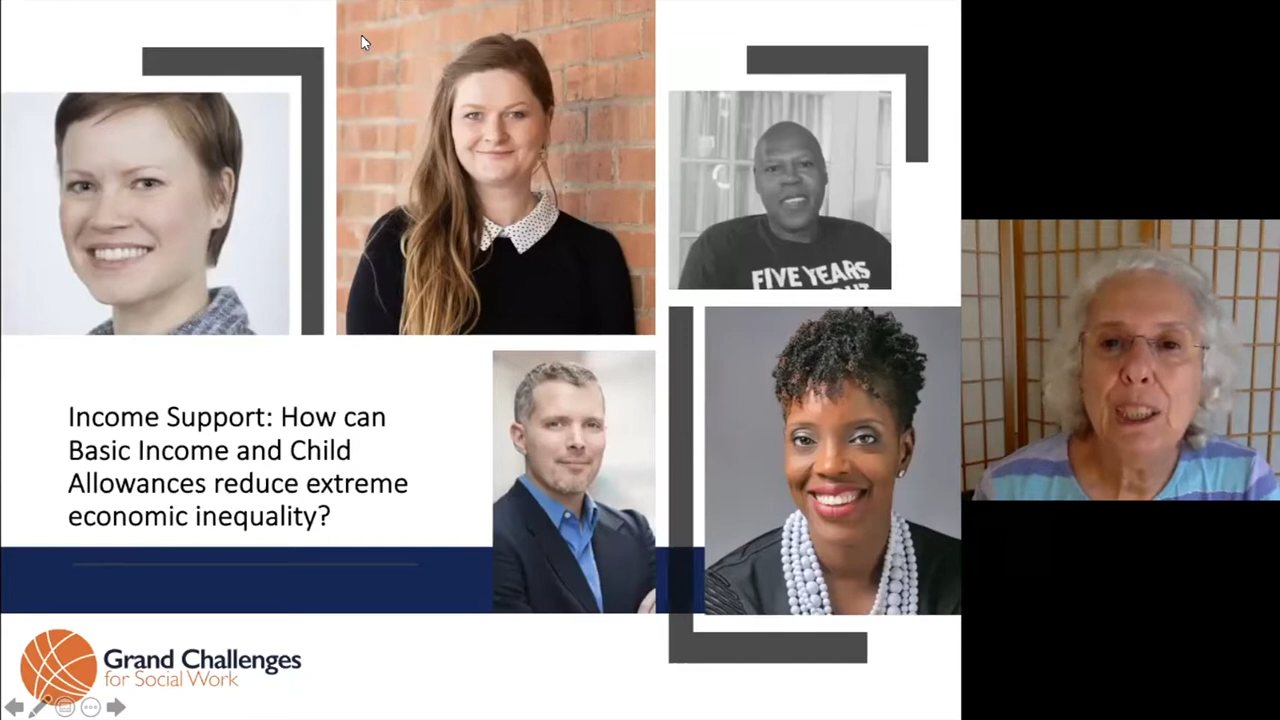 FIVE YEARS
Income Support: How can
Basic Income and Child
Allowances reduce extreme
economic inequality?
Grand Challenges
for Social Work